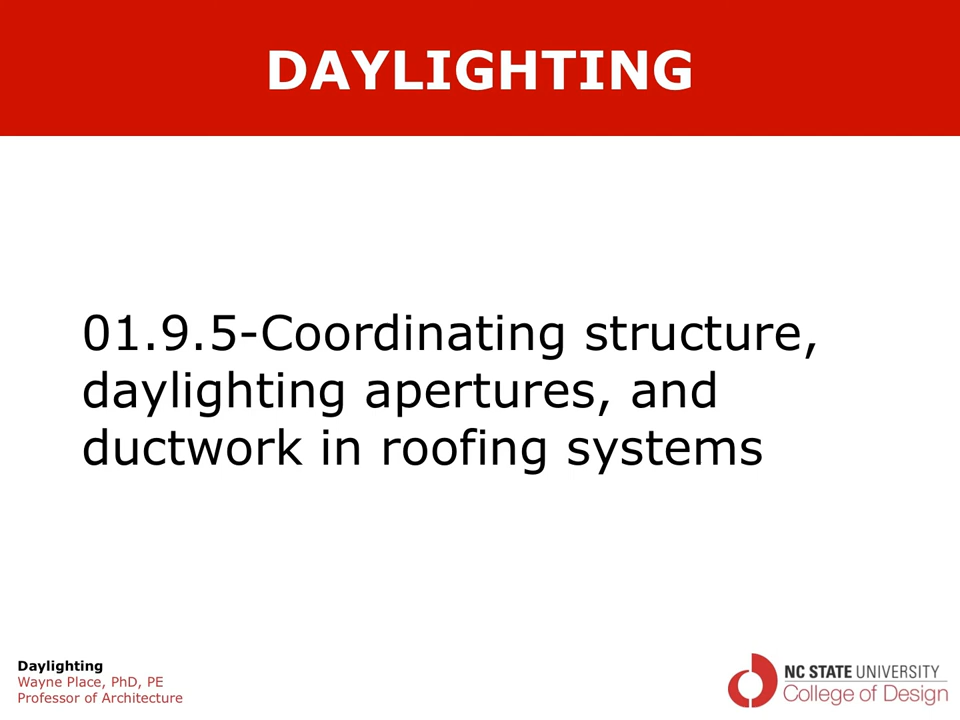 DAYLIGHTING
01.9.5-Coordinating structure,
daylighting apertures, and
ductwork in roofing systems
Daylighting
Wayne Place, PhD, PE
Professor of Architecture
NC STATE UNIVERSITY
College of Design